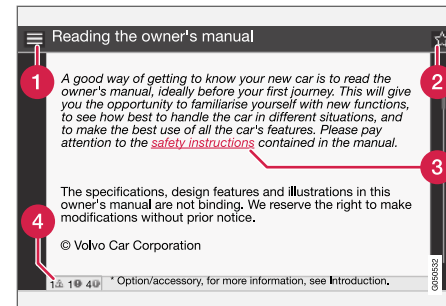 Reading the owner's manual
1
2
A good way of getting to know your new car is to read the
owner's manual, ideally before your first journey. This will give
you the opportunity to familiarise yourself with new functions,
to see how best to handle the car in different situations, and
to make the best use of all the car's features. Please pay
attention to the safety instructions contained in the manual.
3
The specifications, design features and illustrations in this
owner's manual are not binding. We reserve the right to make
modifications without prior notice.
4
© Volvo Car Corporation
1 1 4 * Option/accessory, for more information, see Introduction.
G050532